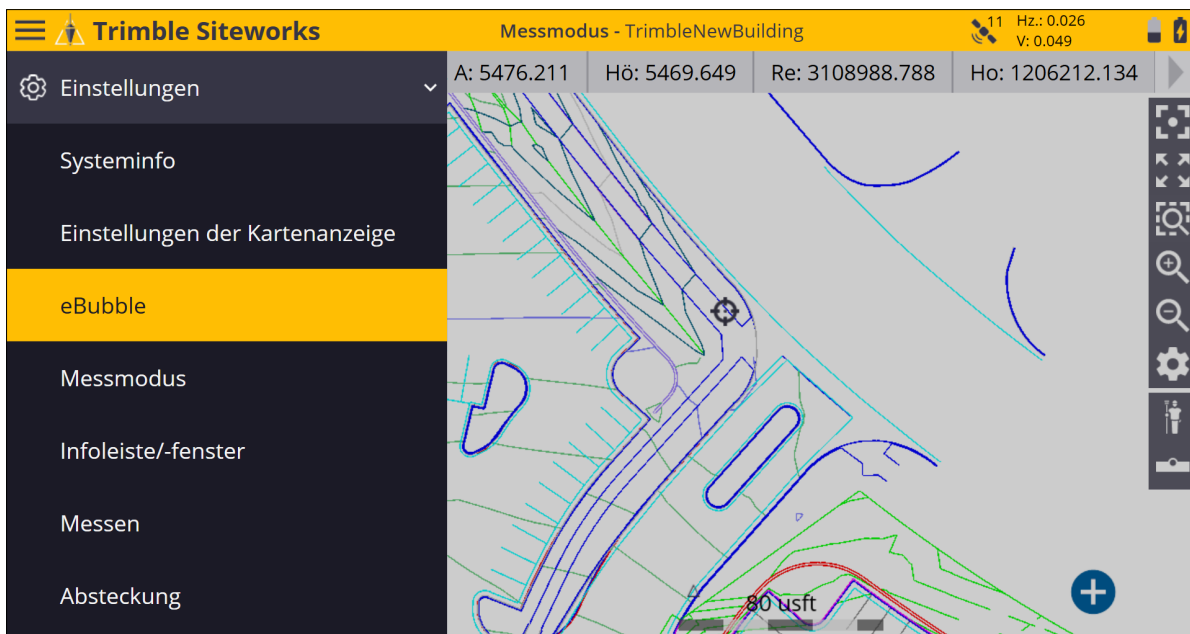 Trimble Siteworks
Messmodus - TrimbleNewBuilding
11
Hz.: 0.026
V: 0.049
Einstellungen
A: 5476.211
Hö: 5469.649
Re: 3108988.788
Ho: 1206212.134
Systeminfo
Einstellungen der Kartenanzeige
eBubble
Messmodus
Infoleiste/-fenster
Messen
Absteckung
80 usft